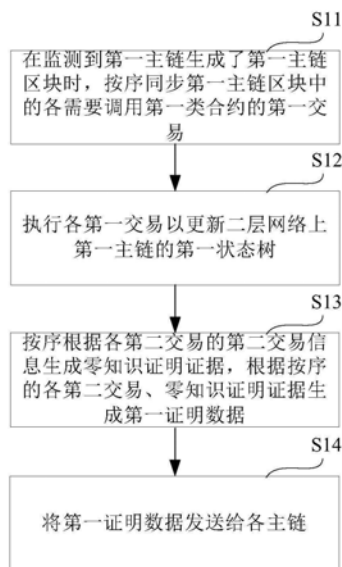 S11
在监测到第一主链生成了第一主链
区块时，按序同步第一主链区块中
的各需要调用第一类合约的第一交
易
S12
执行各第一交易以更新二层网络上
第一主链的第一状态树
S13
按序根据各第二交易的第二交易信
息生成零知识证明证据，根据按序
的各第二交易、零知识证明证据生
成第一证明数据
S14
将第一证明数据发送给各主链